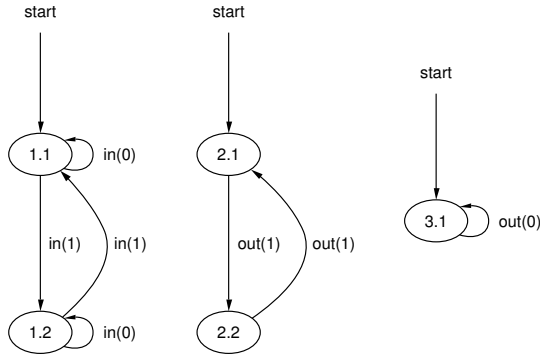 start
start
start
1.1
in(0)
2.1
3.1
out(0)
in(1)
in(1)
out(1)
out(1)
1.2
in(0)
2.2